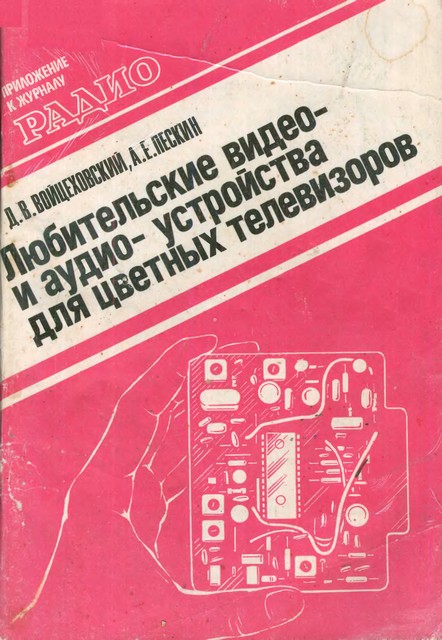 ПРИЛОЖЕНИЕ
К ЖУРНАЛУ
РАДИО
Д.В.ВОЙЦЕХОВСКИЙ, А.Е.ПЕСКИН
Любительские видео-
и аудио- устройства
для цветных телевизоров